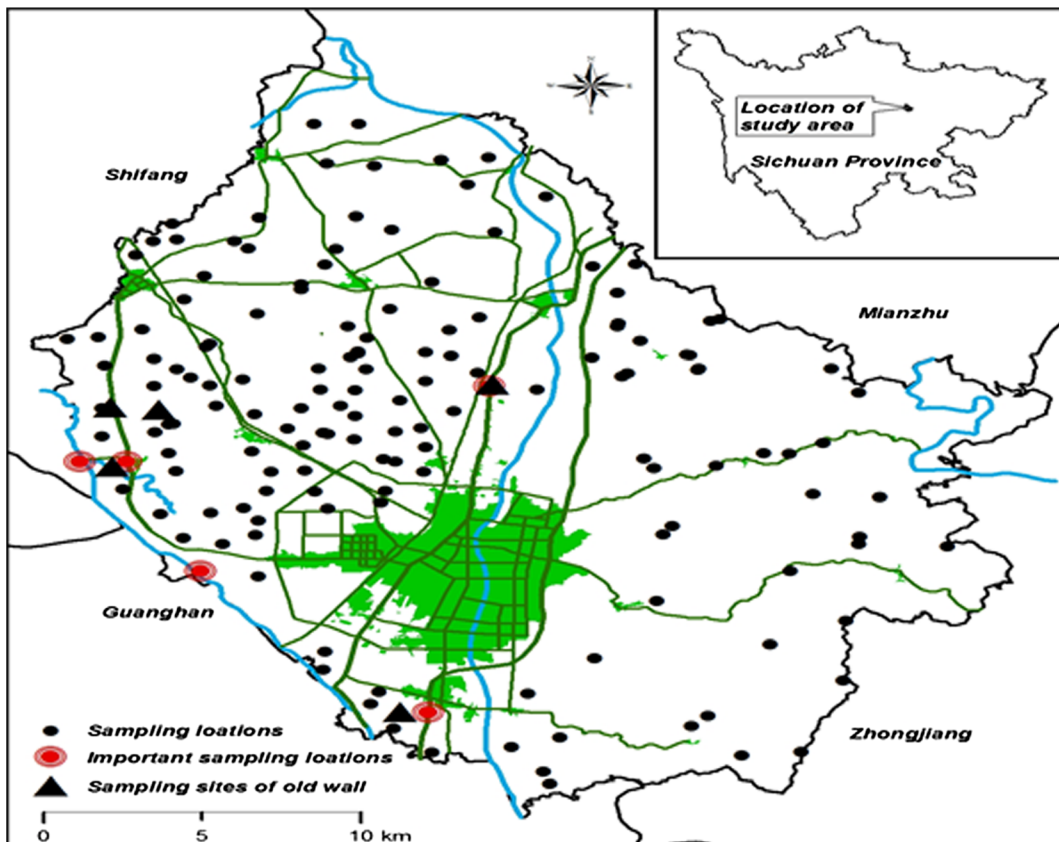 Location of
study area
Sichuan Province
N
W
E
S
Shifang
Mianzhu
Guanghan
Zhongjiang
Sampling loations
Important sampling loations
Sampling sites of old wall
0 5 10 km